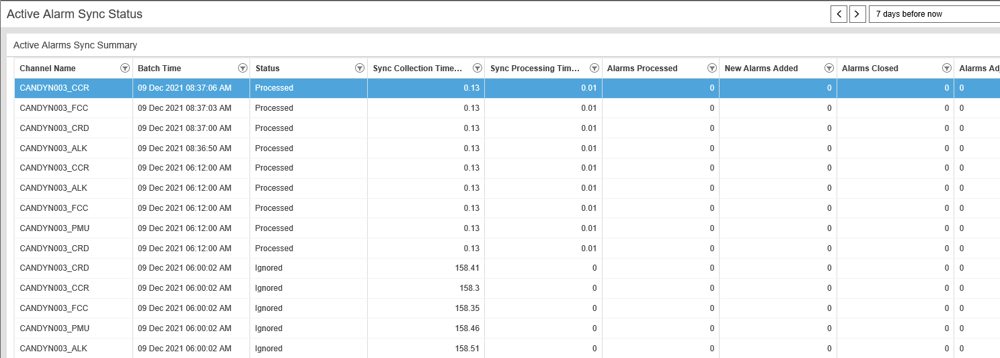 Active Alarm Sync Status
7 days before now
Active Alarms Sync Summary
Channel Name Batch Time Status Sync Collection Time... Sync Processing Tim... Alarms Processed New Alarms Added Alarms Closed Alarms Adj
CANDYN003_CCR 09 Dec 2021 08:37:06 AM Processed 0.13 0.01 0 0 0 0
CANDYN003_FCC 09 Dec 2021 08:37:03 AM Processed 0.13 0.01 0 0 0 0
CANDYN003_CRD 09 Dec 2021 08:37:00 AM Processed 0.13 0.01 0 0 0 0
CANDYN003_ALK 09 Dec 2021 08:36:50 AM Processed 0.13 0.01 0 0 0 0
CANDYN003_CCR 09 Dec 2021 06:12:00 AM Processed 0.13 0.01 0 0 0 0
CANDYN003_ALK 09 Dec 2021 06:12:00 AM Processed 0.13 0.01 0 0 0 0
CANDYN003_FCC 09 Dec 2021 06:12:00 AM Processed 0.13 0.01 0 0 0 0
CANDYN003_PMU 09 Dec 2021 06:12:00 AM Processed 0.13 0.01 0 0 0 0
CANDYN003_CRD 09 Dec 2021 06:12:00 AM Processed 0.13 0.01 0 0 0 0
CANDYN003_CRD 09 Dec 2021 06:00:02 AM Ignored 158.41 0 0 0 0 0
CANDYN003_CCR 09 Dec 2021 06:00:02 AM Ignored 158.3 0 0 0 0 0
CANDYN003_FCC 09 Dec 2021 06:00:02 AM Ignored 158.35 0 0 0 0 0
CANDYN003_PMU 09 Dec 2021 06:00:02 AM Ignored 158.46 0 0 0 0 0
CANDYN003_ALK 09 Dec 2021 06:00:02 AM Ignored 158.51 0 0 0 0 0